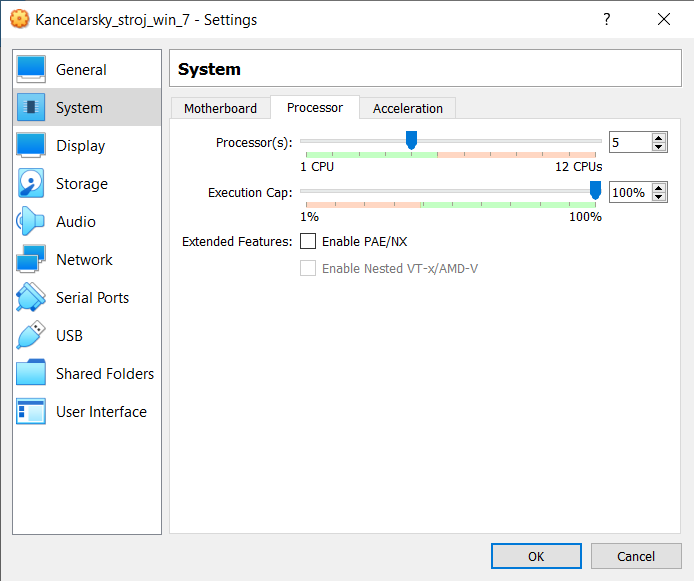 Kancelarsky_stroj_win_7 - Settings
?
General
System
Display
Storage
Audio
Network
Serial Ports
USB
Shared Folders
User Interface
System
Motherboard Processor Acceleration
Processor(s): 5
1 CPU 12 CPUs
Execution Cap: 100%
1% 100%
Extended Features: Enable PAE/NX
Enable Nested VT-x/AMD-V
OK Cancel